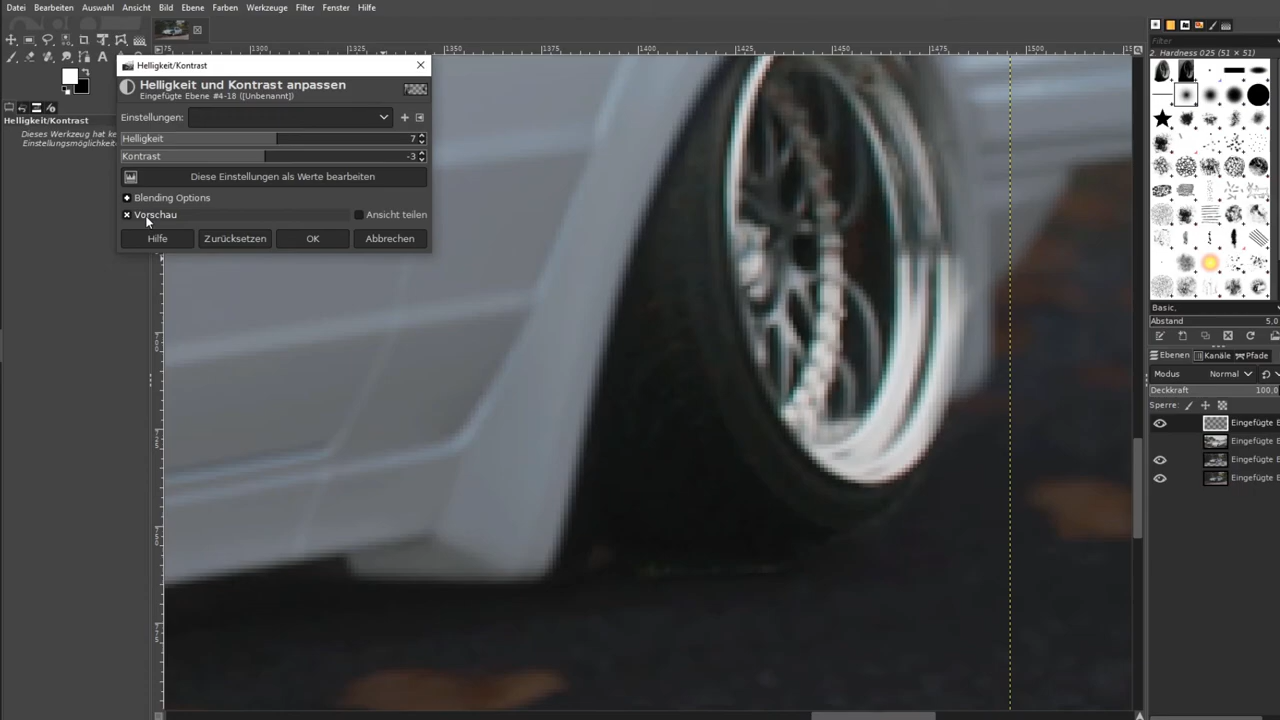 Datei Bearbeiten Auswahl Ansicht Bild Ebene Farben Werkzeuge Filter Fenster Hilfe
1300 1325 1350 1375 1400 1425 1450 1475
Helligkeit/Kontrast
Helligkeit und Kontrast anpassen
Eingefügte Ebene #4-18 ([Unbenannt])
Einstellungen:
Helligkeit 7
Kontrast -3
Diese Einstellungen als Werte bearbeiten
Blending Options
Vorschau Ansicht teilen
Hilfe Zurücksetzen OK Abbrechen
Helligkeit/Kontrast
Dieses Werkzeug hat ke
Einstellungsmöglichkeite
Filter
2. Hardness 025 (51 × 51)
Basic,
Abstand 5,0
Ebenen Kanäle Pfade
Modus Normal
Deckkraft 100,0
Sperre:
Eingefügte E
Eingefügte E
Eingefügte E
Eingefügte E